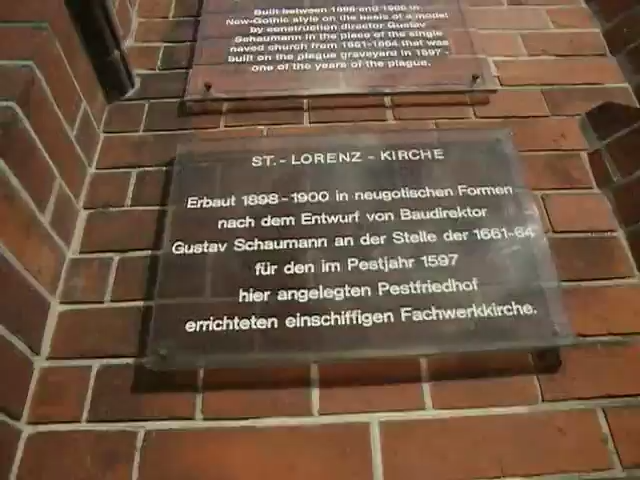 Built between 1898 and 1900 in
New-Gothic style on the basis of a model
by construction director Gustav
Schaumann in the place of the single
naved church from 1661-1664 that was
built on the plague graveyard in 1597 -
one of the years of the plague.
ST.- LORENZ - KIRCHE
Erbaut 1898-1900 in neugotischen Formen
nach dem Entwurf von Baudirektor
Gustav Schaumann an der Stelle der 1661-64
für den im Pestjahr 1597
hier angelegten Pestfriedhof
errichteten einschiffigen Fachwerkkirche.